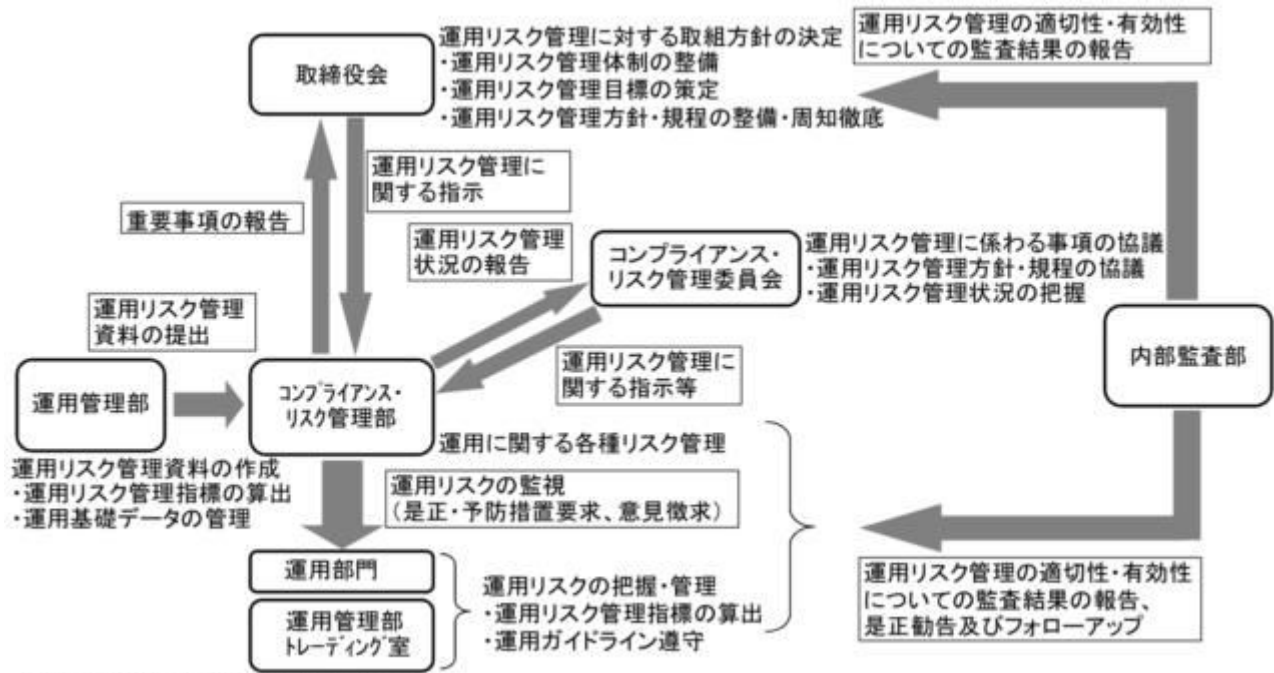 取締役会
運用リスク管理に対する取組方針の決定
・運用リスク管理体制の整備
・運用リスク管理目標の策定
・運用リスク管理方針・規程の整備・周知徹底
運用リスク管理の適切性・有効性
についての監査結果の報告
運用リスク管理に
関する指示
重要事項の報告
運用リスク管理
状況の報告
コンプライアンス・
リスク管理委員会
運用リスク管理に係わる事項の協議
・運用リスク管理方針・規程の協議
・運用リスク管理状況の把握
運用リスク管理
資料の提出
運用リスク管理に
関する指示等
内部監査部
運用管理部
コンプライアンス・
リスク管理部
運用に関する各種リスク管理
運用リスク管理資料の作成
・運用リスク管理指標の算出
・運用基礎データの管理
運用リスクの監視
(是正・予防措置要求、意見徴求)
運用部門
運用管理部
トレーディング室
運用リスクの把握・管理
・運用リスク管理指標の算出
・運用ガイドライン遵守
運用リスク管理の適切性・有効性
についての監査結果の報告、
是正勧告及びフォローアップ